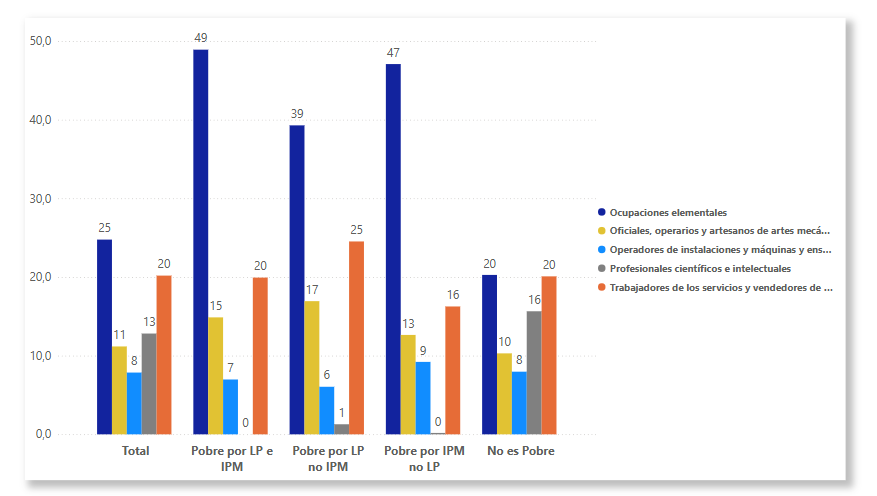 50,0
40,0
30,0
20,0
10,0
0,0
25
11
8
13
20
49
15
7
0
20
39
17
6
1
25
47
13
9
0
16
20
10
8
16
20
Total
Pobre por LP e
IPM
Pobre por LP
no IPM
Pobre por IPM
no LP
No es Pobre
Ocupaciones elementales
Oficiales, operarios y artesanos de artes mecá...
Operadores de instalaciones y máquinas y ens...
Profesionales científicos e intelectuales
Trabajadores de los servicios y vendedores de ...